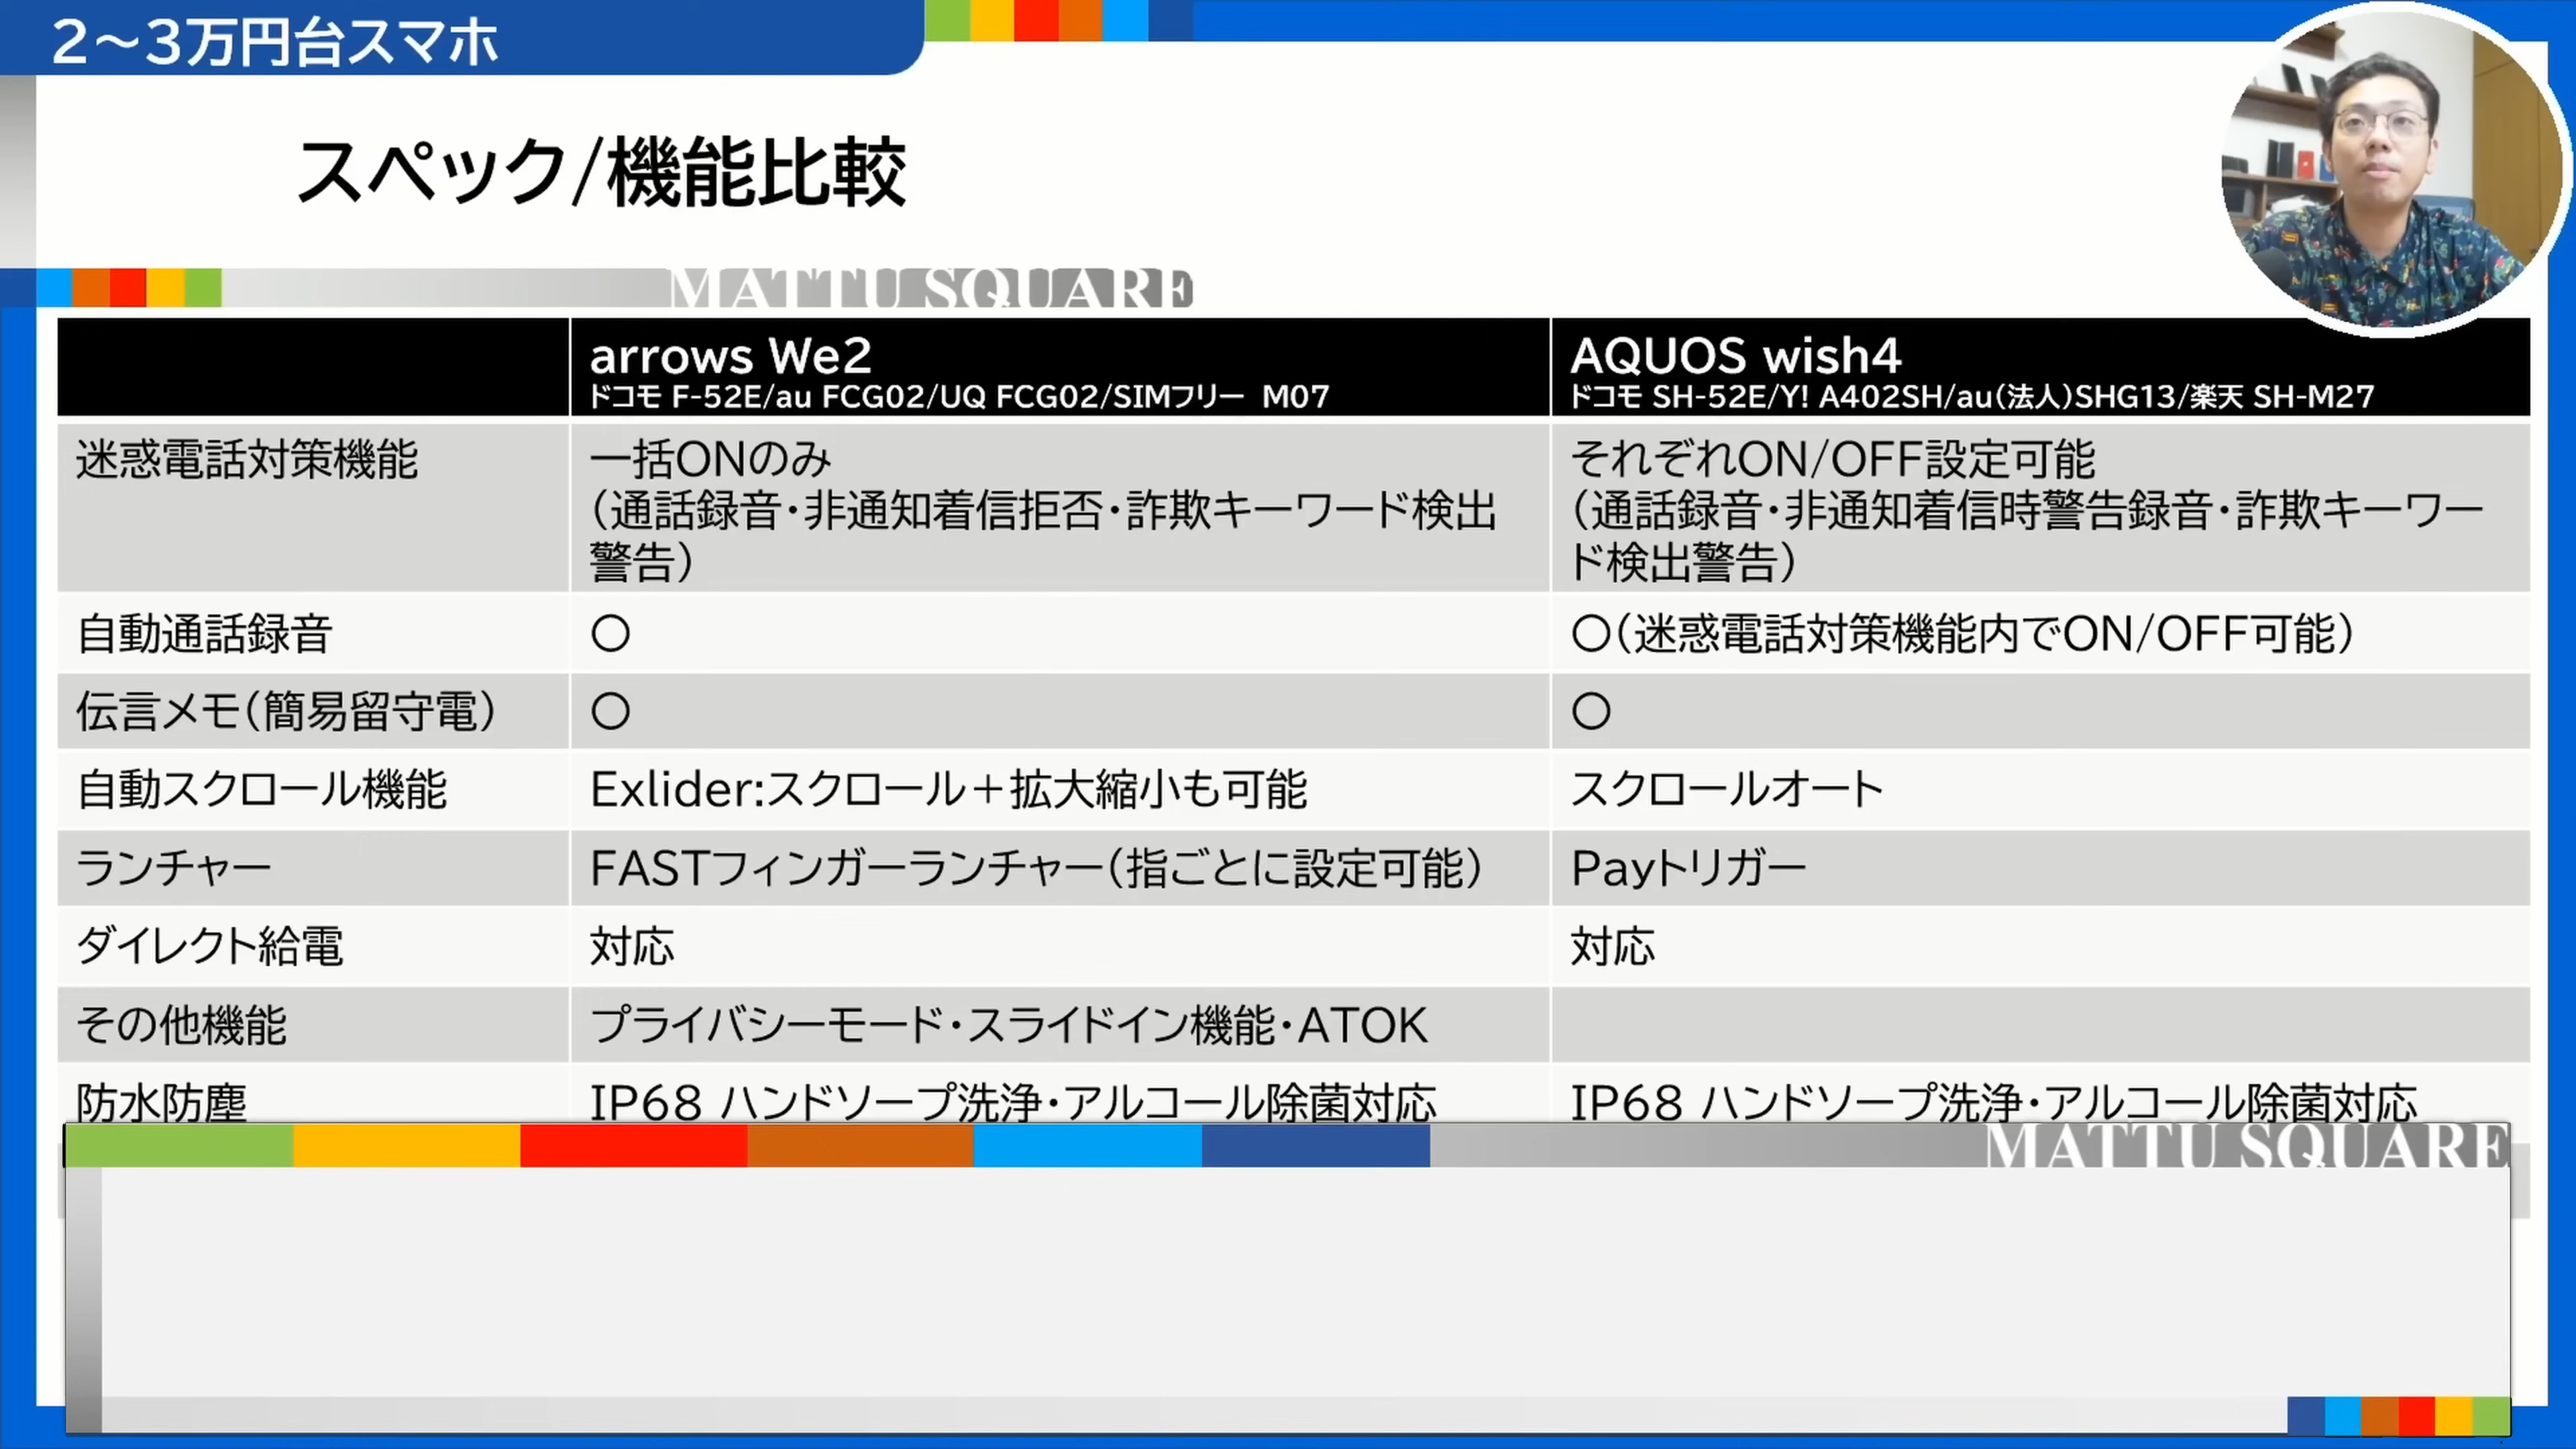 2〜3万円台スマホ
スペック/機能比較
MATTU SQUARE
arrows We2
ドコモ F-52E/au FCG02/UQ FCG02/SIMフリー M07
AQUOS wish4
ドコモ SH-52E/Y! A402SH/au(法人)SHG13/楽天 SH-M27
迷惑電話対策機能
一括ONのみ
(通話録音・非通知着信拒否・詐欺キーワード検出
警告)
それぞれON/OFF設定可能
(通話録音・非通知着信時警告録音・詐欺キーワー
ド検出警告)
自動通話録音
○
○(迷惑電話対策機能内でON/OFF可能)
伝言メモ(簡易留守電)
○
○
自動スクロール機能
Exlider:スクロール+拡大縮小も可能
スクロールオート
ランチャー
FASTフィンガーランチャー(指ごとに設定可能)
Payトリガー
ダイレクト給電
対応
対応
その他機能
プライバシーモード・スライドイン機能・ATOK
防水防塵
IP68 ハンドソープ洗浄・アルコール除菌対応
IP68 ハンドソープ洗浄・アルコール除菌対応
MATTU SQUARE